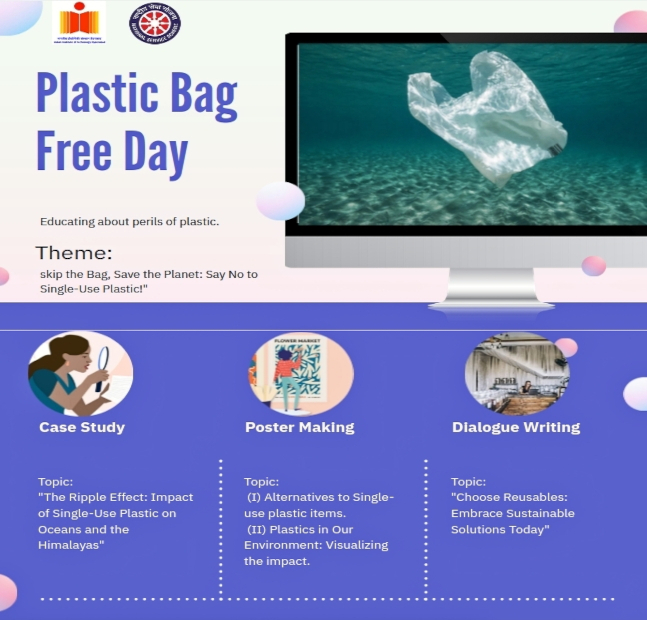 NATIONAL SERVICE SCHEME
Plastic Bag
Free Day
Educating about perils of plastic.
Theme:
skip the Bag, Save the Planet: Say No to
Single-Use Plastic!"
FLOWER MARKET
Case Study
Poster Making
Dialogue Writing
Topic:
"The Ripple Effect: Impact
of Single-Use Plastic on
Oceans and the
Himalayas"
Topic:
(I) Alternatives to Single-
use plastic items.
(II) Plastics in Our
Environment: Visualizing
the impact.
Topic:
"Choose Reusables:
Embrace Sustainable
Solutions Today"